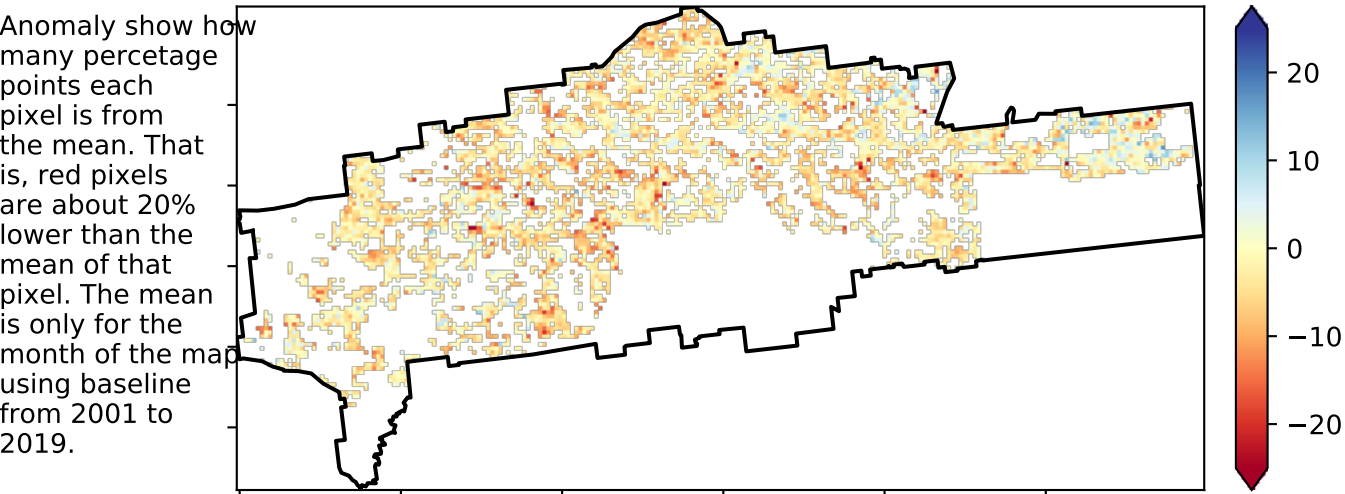 Anomaly show how
many percetage
points each
pixel is from
the mean. That
is, red pixels
are about 20%
lower than the
mean of that
pixel. The mean
is only for the
month of the map
using baseline
from 2001 to
2019.
20
10
0
−10
−20